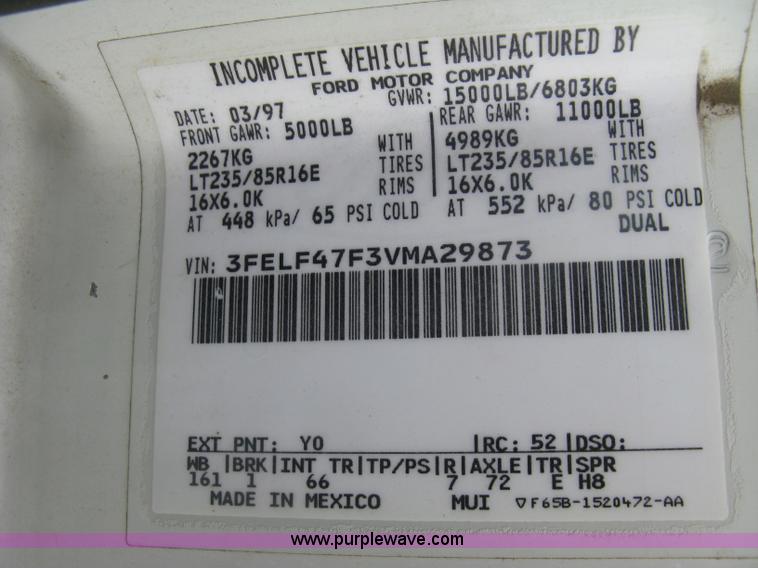 INCOMPLETE VEHICLE MANUFACTURED BY
FORD MOTOR COMPANY
DATE: 03/97 GVWR: 15000LB/6803KG
FRONT GAWR: 5000LB REAR GAWR: 11000LB
2267KG WITH 4989KG WITH
LT235/85R16E TIRES LT235/85R16E TIRES
16X6.0K RIMS 16X6.0K RIMS
AT 448 kPa/ 65 PSI COLD AT 552 kPa/ 80 PSI COLD
DUAL
VIN: 3FELF47F3VMA29873
EXT PNT: Y0 |RC: 52 |DSO:
WB |BRK|INT TR|TP/PS|R|AXLE|TR|SPR
161 1 66 7 72 E H8
MADE IN MEXICO MUI ▽F65B-1520472-AA
www.purplewave.com